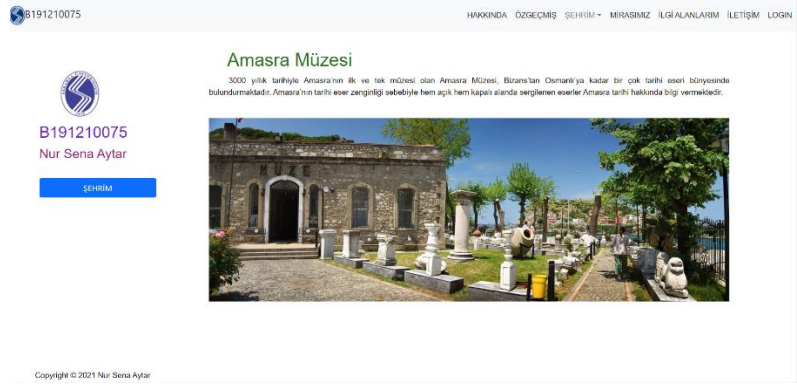 B191210075
HAKKINDA ÖZGEÇMİŞ ŞEHRİM MİRASIMIZ İLGİ ALANLARIM İLETİŞİM LOGIN
Amasra Müzesi
3000 yıllık tarihiyle Amasra'nın ilk ve tek müzesi olan Amasra Müzesi, Bizans'tan Osmanlı'ya kadar bir çok tarihi eseri bünyesinde
bulundurmaktadır. Amasra'nın tarihi eser zenginliği sebebiyle hem açık hem kapalı alanda sergilenen eserler Amasra tarihi hakkında bilgi vermektedir.
B191210075
Nur Sena Aytar
ŞEHRİM
MÜZE
Copyright © 2021 Nur Sena Aytar